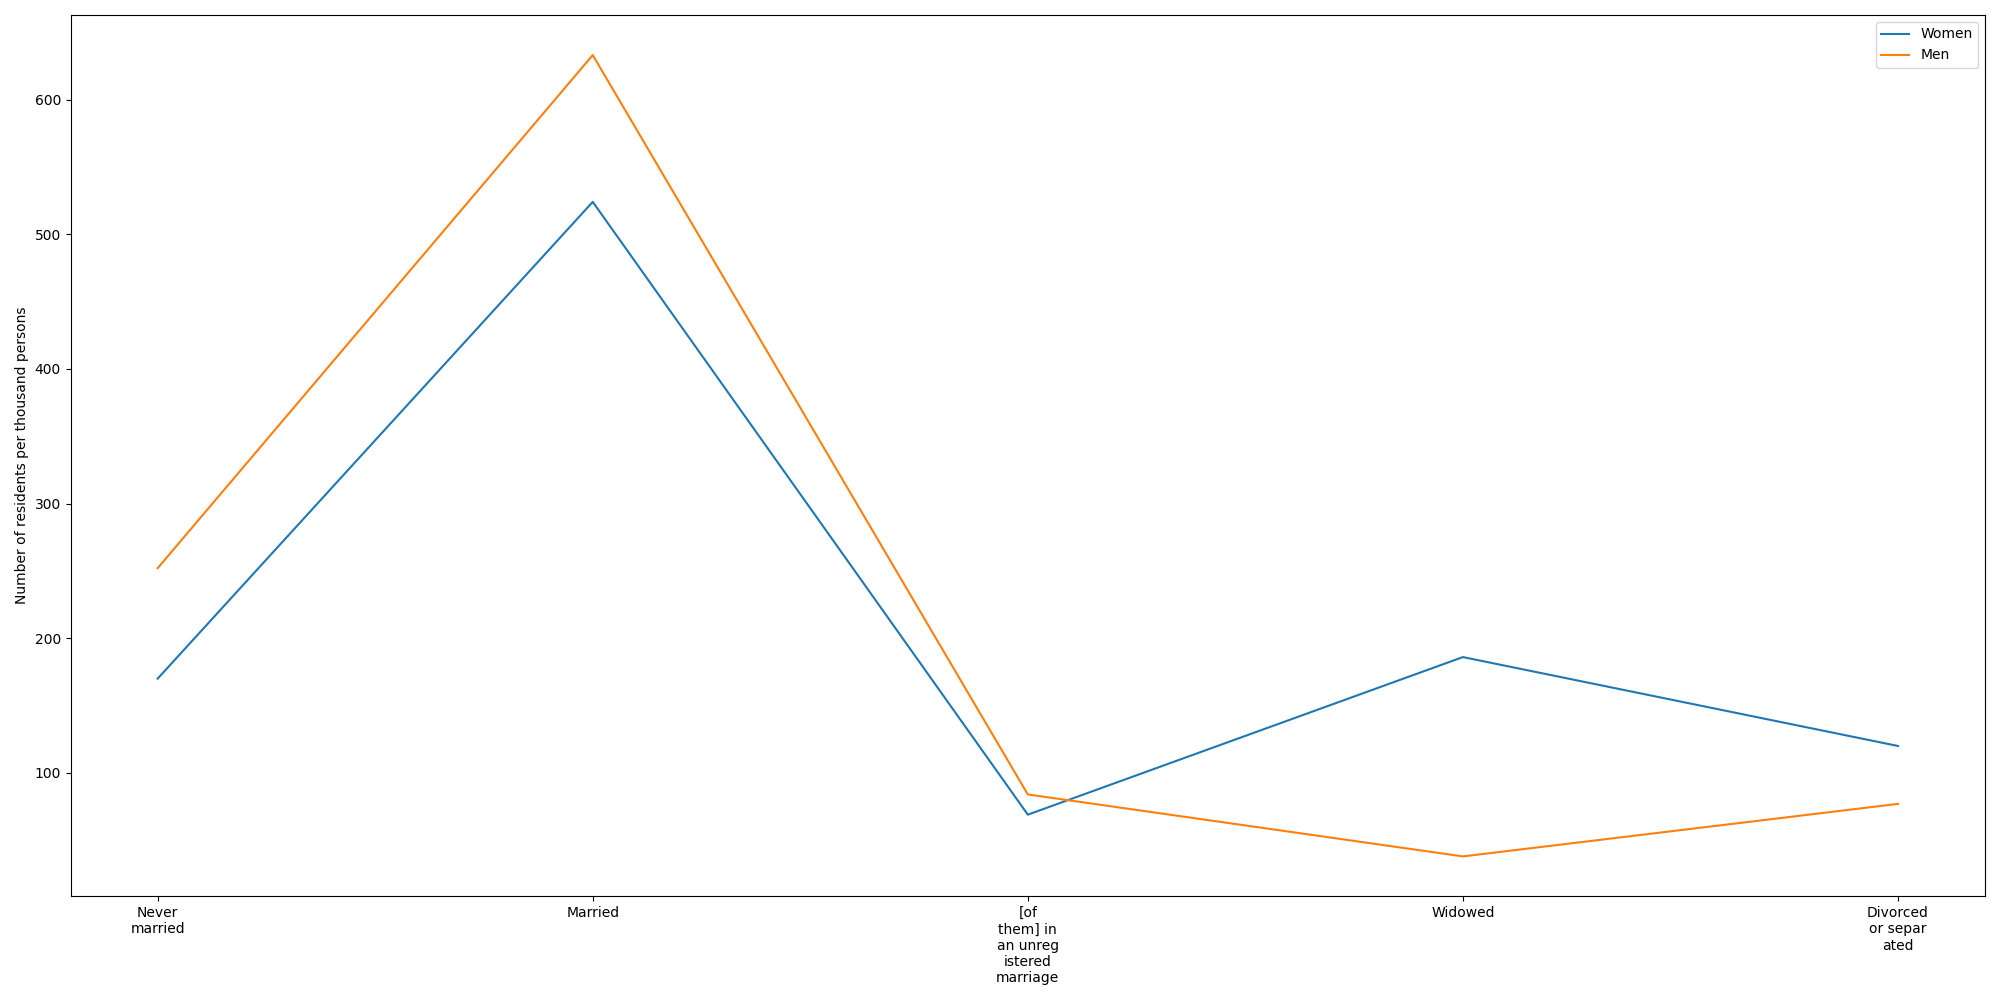 Women
Men
Number of residents per thousand persons
600
500
400
300
200
100
Never
married
Married
[of
them] in
an unreg
istered
marriage
Widowed
Divorced
or separ
ated